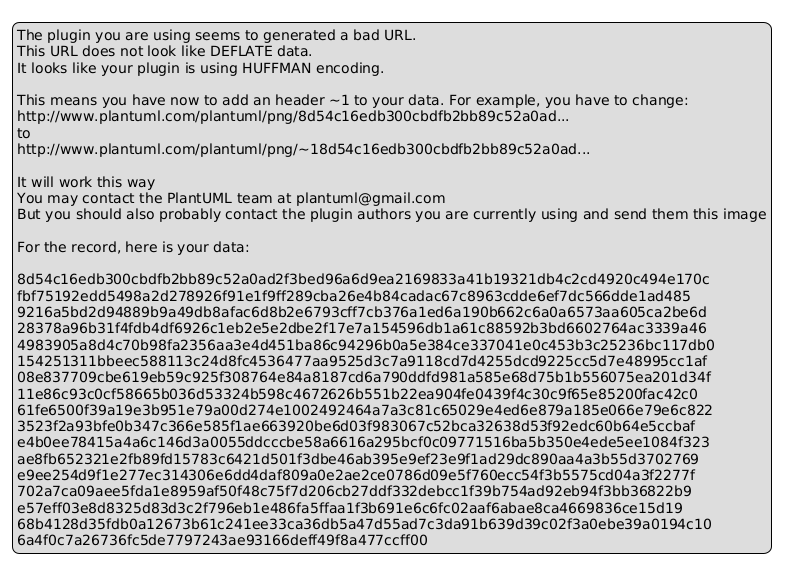 The plugin you are using seems to generated a bad URL.
This URL does not look like DEFLATE data.
It looks like your plugin is using HUFFMAN encoding.
This means you have now to add an header ~1 to your data. For example, you have to change:
http://www.plantuml.com/plantuml/png/8d54c16edb300cbdfb2bb89c52a0ad...
to
http://www.plantuml.com/plantuml/png/~18d54c16edb300cbdfb2bb89c52a0ad...
It will work this way
You may contact the PlantUML team at plantuml@gmail.com
But you should also probably contact the plugin authors you are currently using and send them this image
For the record, here is your data:
8d54c16edb300cbdfb2bb89c52a0ad2f3bed96a6d9ea2169833a41b19321db4c2cd4920c494e170c
fbf75192edd5498a2d278926f91e1f9ff289cba26e4b84cadac67c8963cdde6ef7dc566dde1ad485
9216a5bd2d94889b9a49db8afac6d8b2e6793cff7cb376a1ed6a190b662c6a0a6573aa605ca2be6d
28378a96b31f4fdb4df6926c1eb2e5e2dbe2f17e7a154596db1a61c88592b3bd6602764ac3339a46
4983905a8d4c70b98fa2356aa3e4d451ba86c94296b0a5e384ce337041e0c453b3c25236bc117db0
154251311bbeec588113c24d8fc4536477aa9525d3c7a9118cd7d4255dcd9225cc5d7e48995cc1af
08e837709cbe619eb59c925f308764e84a8187cd6a790ddfd981a585e68d75b1b556075ea201d34f
11e86c93c0cf58665b036d53324b598c4672626b551b22ea904fe0439f4c30c9f65e85200fac42c0
61fe6500f39a19e3b951e79a00d274e1002492464a7a3c81c65029e4ed6e879a185e066e79e6c822
3523f2a93bfe0b347c366e585f1ae663920be6d03f983067c52bca32638d53f92edc60b64e5ccbaf
e4b0ee78415a4a6c146d3a0055ddcccbe58a6616a295bcf0c09771516ba5b350e4ede5ee1084f323
ae8fb652321e2fb89fd15783c6421d501f3dbe46ab395e9ef23e9f1ad29dc890aa4a3b55d3702769
e9ee254d9f1e277ec314306e6dd4daf809a0e2ae2ce0786d09e5f760ecc54f3b5575cd04a3f2277f
702a7ca09aee5fda1e8959af50f48c75f7d206cb27ddf332debcc1f39b754ad92eb94f3bb36822b9
e57eff03e8d8325d83d3c2f796eb1e486fa5ffaa1f3b691e6c6fc02aaf6abae8ca4669836ce15d19
68b4128d35fdb0a12673b61c241ee33ca36db5a47d55ad7c3da91b639d39c02f3a0ebe39a0194c10
6a4f0c7a26736fc5de7797243ae93166deff49f8a477ccff00